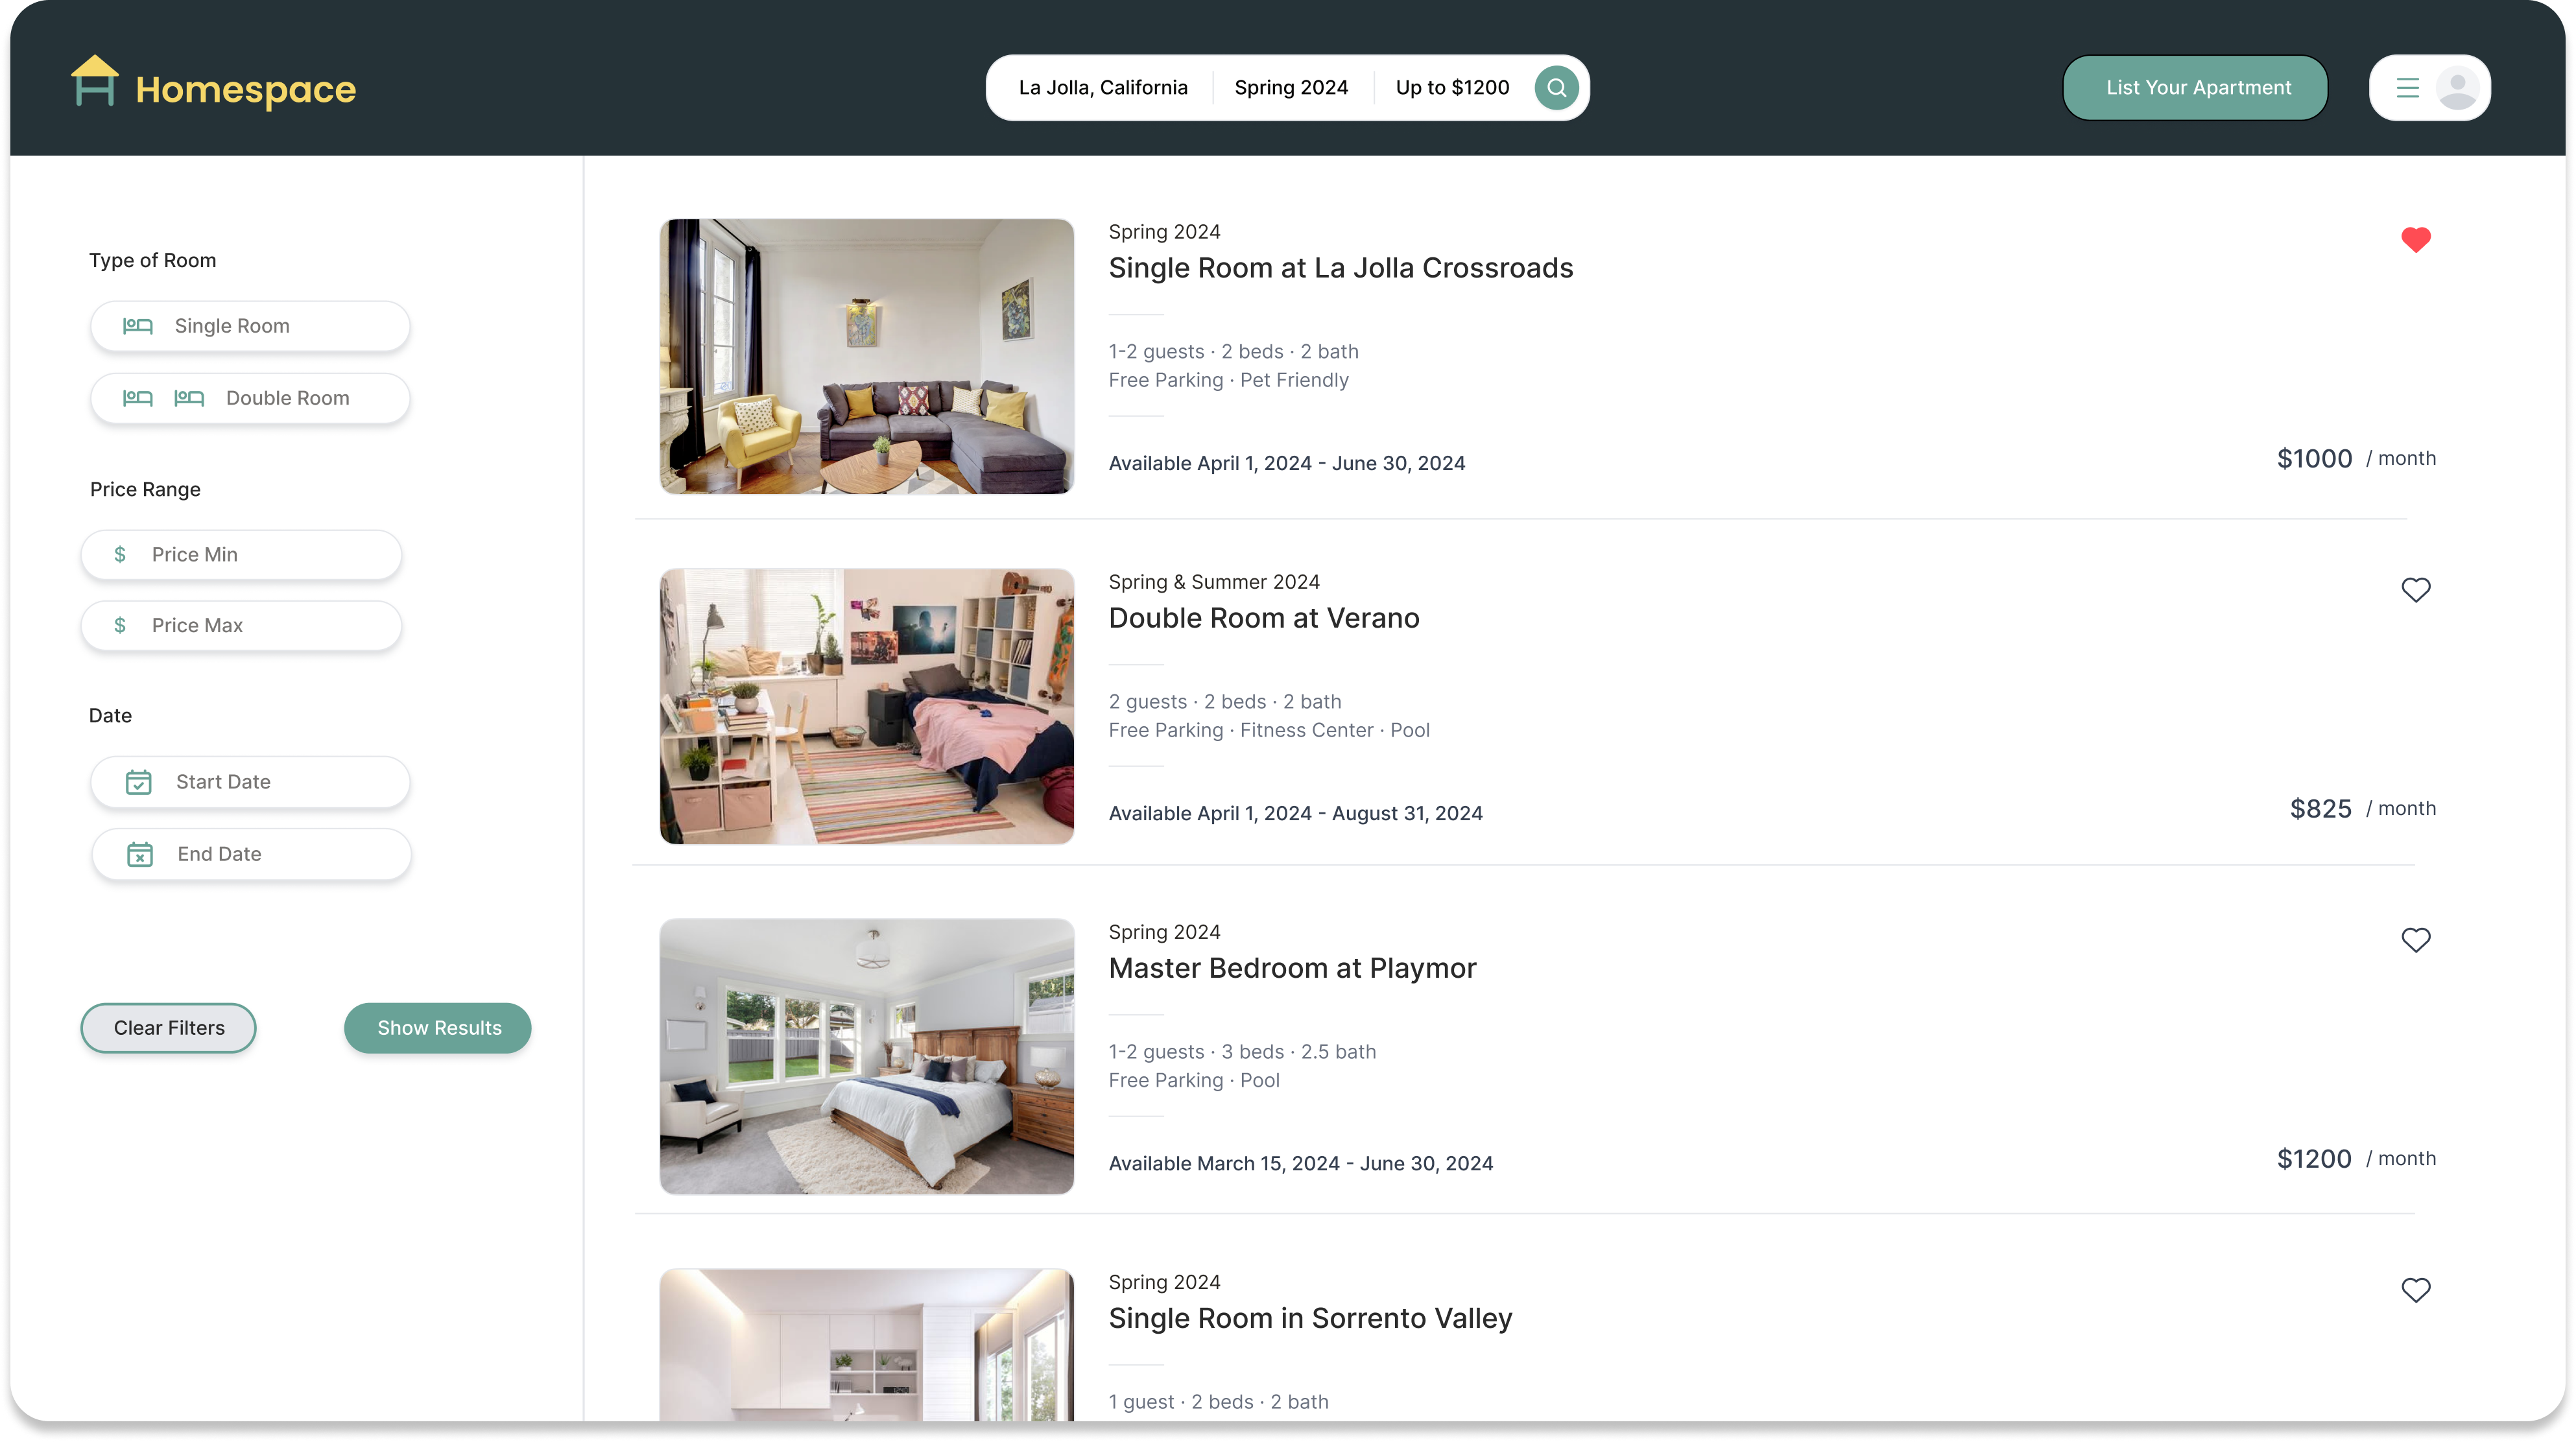 Homespace
La Jolla, California
Spring 2024
Up to $1200
List Your Apartment
Type of Room
Single Room
Double Room
Price Range
$ Price Min
$ Price Max
Date
Start Date
End Date
Clear Filters
Show Results
Spring 2024
Single Room at La Jolla Crossroads
1-2 guests · 2 beds · 2 bath
Free Parking · Pet Friendly
Available April 1, 2024 - June 30, 2024
$1000 / month
Spring & Summer 2024
Double Room at Verano
2 guests · 2 beds · 2 bath
Free Parking · Fitness Center · Pool
Available April 1, 2024 - August 31, 2024
$825 / month
Spring 2024
Master Bedroom at Playmor
1-2 guests · 3 beds · 2.5 bath
Free Parking · Pool
Available March 15, 2024 - June 30, 2024
$1200 / month
Spring 2024
Single Room in Sorrento Valley
1 guest · 2 beds · 2 bath